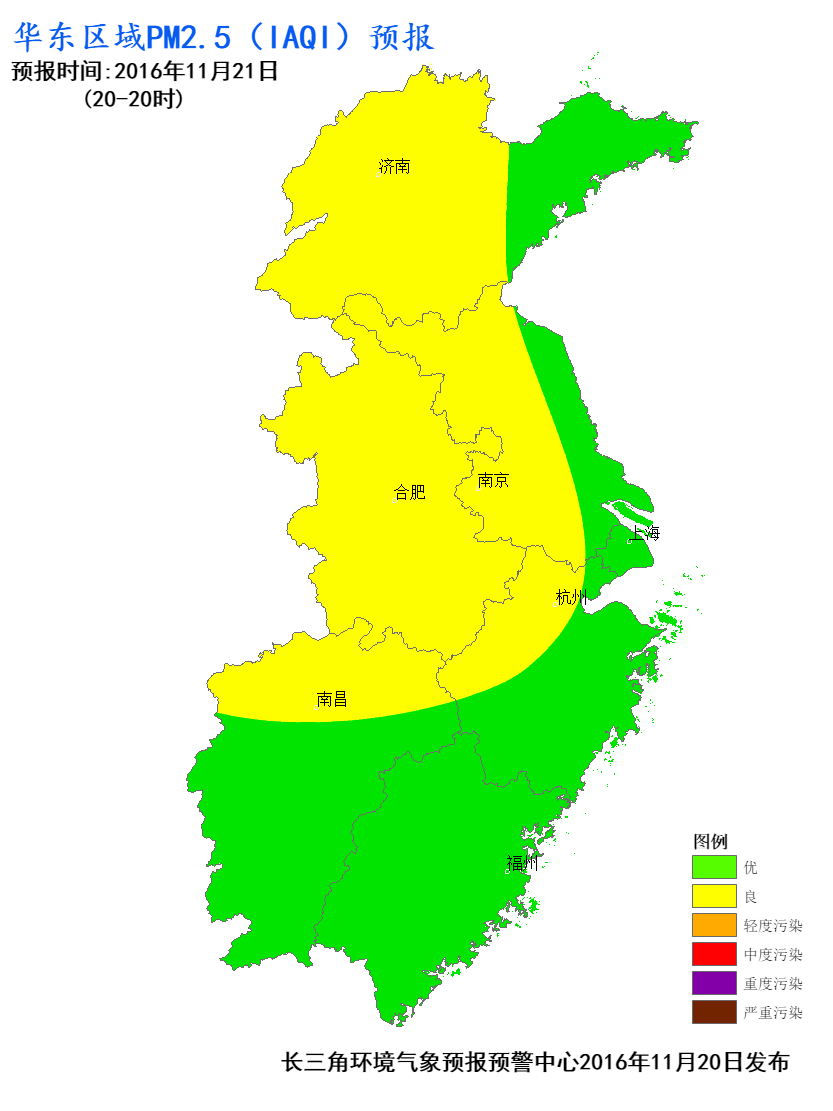 华东区域PM2.5（IAQI）预报
预报时间:2016年11月21日
(20-20时)
济南
南京
合肥
上海
杭州
南昌
福州
图例
优
良
轻度污染
中度污染
重度污染
严重污染
长三角环境气象预报预警中心2016年11月20日发布